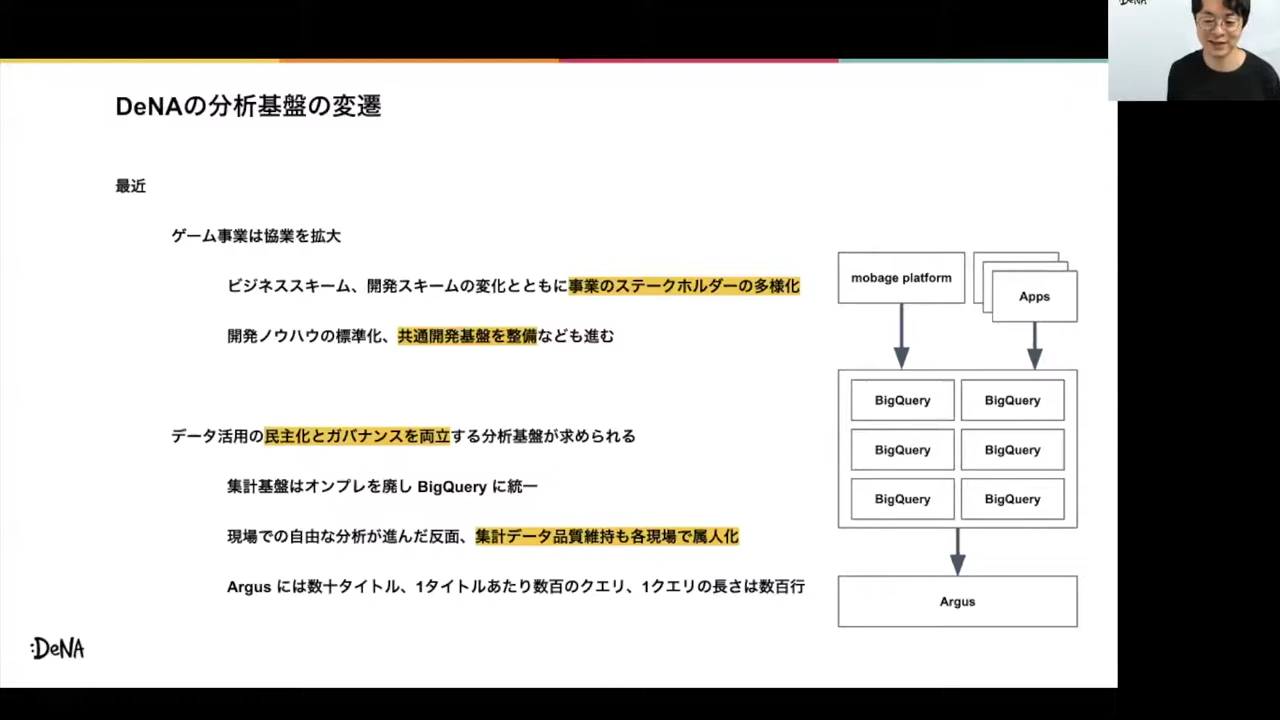 DeNA
DeNAの分析基盤の変遷
最近
ゲーム事業は協業を拡大
ビジネススキーム、開発スキームの変化とともに事業のステークホルダーの多様化
開発ノウハウの標準化、共通開発基盤を整備なども進む
データ活用の民主化とガバナンスを両立する分析基盤が求められる
集計基盤はオンプレを廃し BigQuery に統一
現場での自由な分析が進んだ反面、集計データ品質維持も各現場で属人化
Argus には数十タイトル、1タイトルあたり数百のクエリ、1クエリの長さは数百行
mobage platform
Apps
BigQuery
BigQuery
BigQuery
BigQuery
BigQuery
BigQuery
Argus
:DeNA